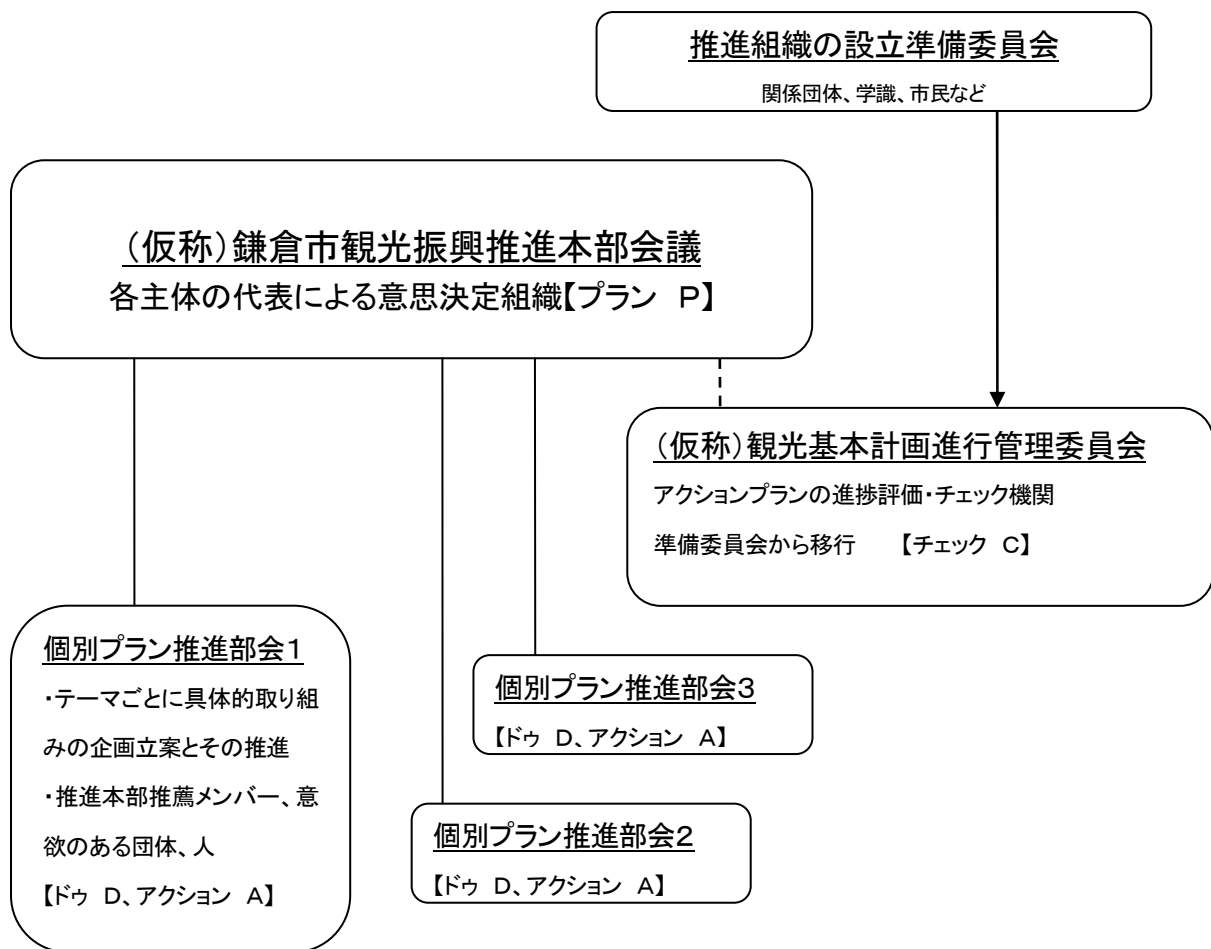 推進組織の設立準備委員会
関係団体、学識、市民など
(仮称)鎌倉市観光振興推進本部会議
各主体の代表による意思決定組織【プラン P】
(仮称)観光基本計画進行管理委員会
アクションプランの進捗評価・チェック機関
準備委員会から移行 【チェック C】
個別プラン推進部会1
・テーマごとに具体的取り組
みの企画立案とその推進
・推進本部推薦メンバー、意
欲のある団体、人
【ドゥ D、アクション A】
個別プラン推進部会3
【ドゥ D、アクション A】
個別プラン推進部会2
【ドゥ D、アクション A】